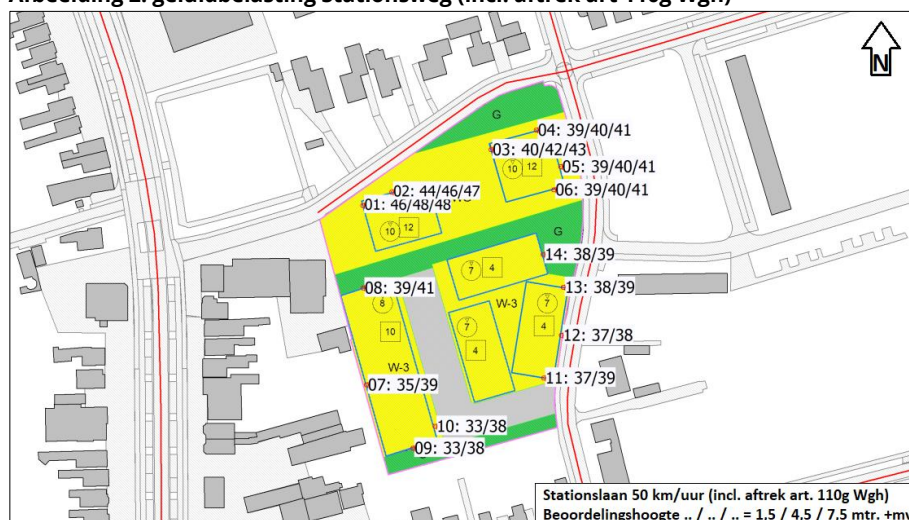 Afbeelding 2: geluidbelasting Stationsweg (incl. aftrek art 110g Wgh)
N
G
04: 39/40/41
03: 40/42/43
10 12
05: 39/40/41
06: 39/40/41
02: 44/46/47
01: 46/48/48
10 12
G
14: 38/39
7 4
08: 39/41
8
10
13: 38/39
7
W-3
7
4
4
12: 37/38
W-3
11: 37/39
07: 35/39
10: 33/38
09: 33/38
Stationslaan 50 km/uur (incl. aftrek art. 110g Wgh)
Beoordelingshoogte .. / .. / .. = 1,5 / 4,5 / 7,5 mtr. +mv